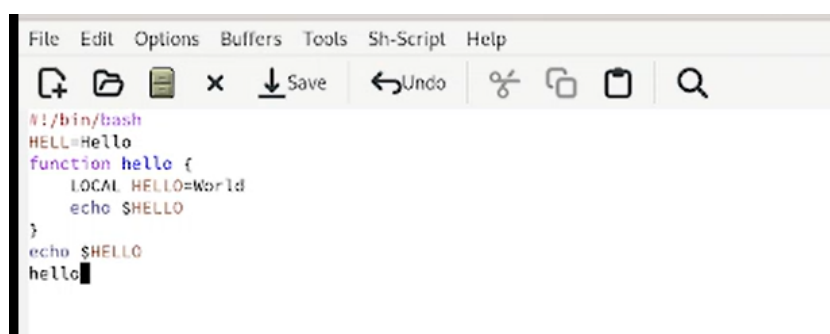 File Edit Options Buffers Tools Sh-Script Help
Save Undo
#!/bin/bash
HELL=Hello
function hello {
LOCAL HELLO=World
echo $HELLO
}
echo $HELLO
hello